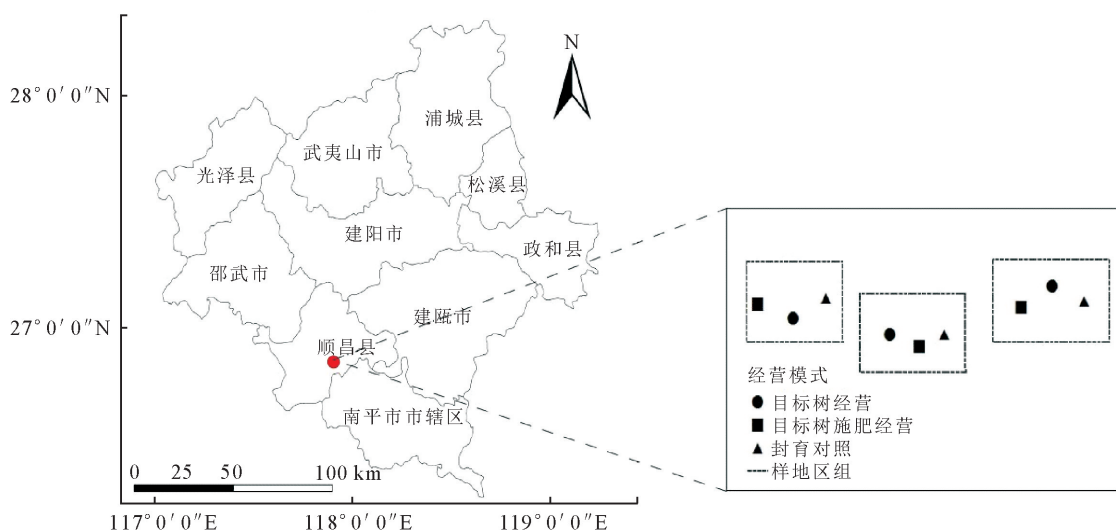 N
28°0′0″N
浦城县
武夷山市
光泽县
松溪县
建阳市
政和县
邵武市
27°0′0″N
建瓯市
顺昌县
南平市市辖区
0 25 50 100 km
117°0′0″E 118°0′0″E 119°0′0″E
经营模式
目标树经营
目标树施肥经营
封育对照
样地区组